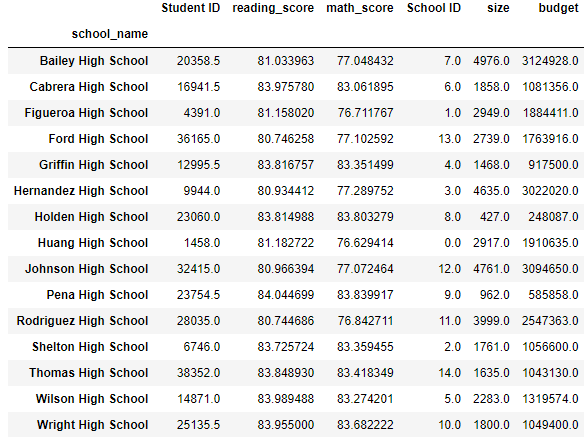 Student ID reading_score math_score School ID size budget
school_name
Bailey High School 20358.5 81.033963 77.048432 7.0 4976.0 3124928.0
Cabrera High School 16941.5 83.975780 83.061895 6.0 1858.0 1081356.0
Figueroa High School 4391.0 81.158020 76.711767 1.0 2949.0 1884411.0
Ford High School 36165.0 80.746258 77.102592 13.0 2739.0 1763916.0
Griffin High School 12995.5 83.816757 83.351499 4.0 1468.0 917500.0
Hernandez High School 9944.0 80.934412 77.289752 3.0 4635.0 3022020.0
Holden High School 23060.0 83.814988 83.803279 8.0 427.0 248087.0
Huang High School 1458.0 81.182722 76.629414 0.0 2917.0 1910635.0
Johnson High School 32415.0 80.966394 77.072464 12.0 4761.0 3094650.0
Pena High School 23754.5 84.044699 83.839917 9.0 962.0 585858.0
Rodriguez High School 28035.0 80.744686 76.842711 11.0 3999.0 2547363.0
Shelton High School 6746.0 83.725724 83.359455 2.0 1761.0 1056600.0
Thomas High School 38352.0 83.848930 83.418349 14.0 1635.0 1043130.0
Wilson High School 14871.0 83.989488 83.274201 5.0 2283.0 1319574.0
Wright High School 25135.5 83.955000 83.682222 10.0 1800.0 1049400.0